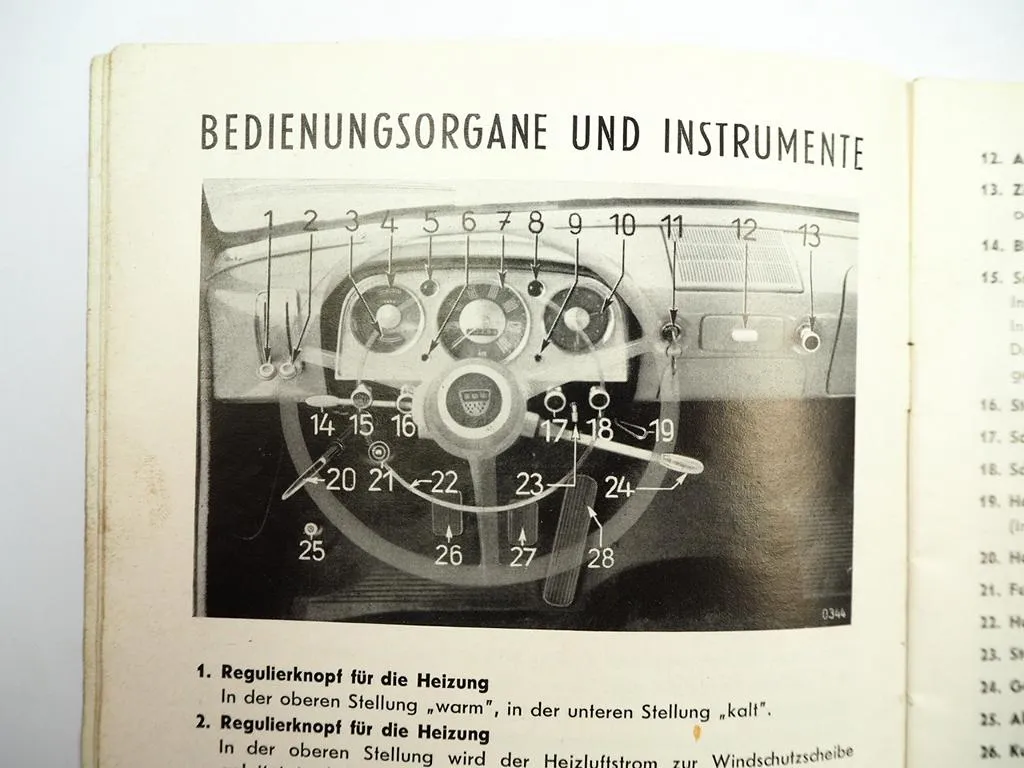 BEDIENUNGSORGANE UND INSTRUMENTE
1 2 3 4 5 6 7 8 9 10 11 12 13
14 15 16 17 18 19
20 21 22 23 24
25 26 27 28
0344
1. Regulierknopf für die Heizung
In der oberen Stellung „warm", in der unteren Stellung „kalt".
2. Regulierknopf für die Heizung
In der oberen Stellung wird der Heizluftstrom zur Windschutzscheibe
12.
13.
14.
15.
16.
17.
18.
19.
20.
21.
22.
23.
24.
25.
26.